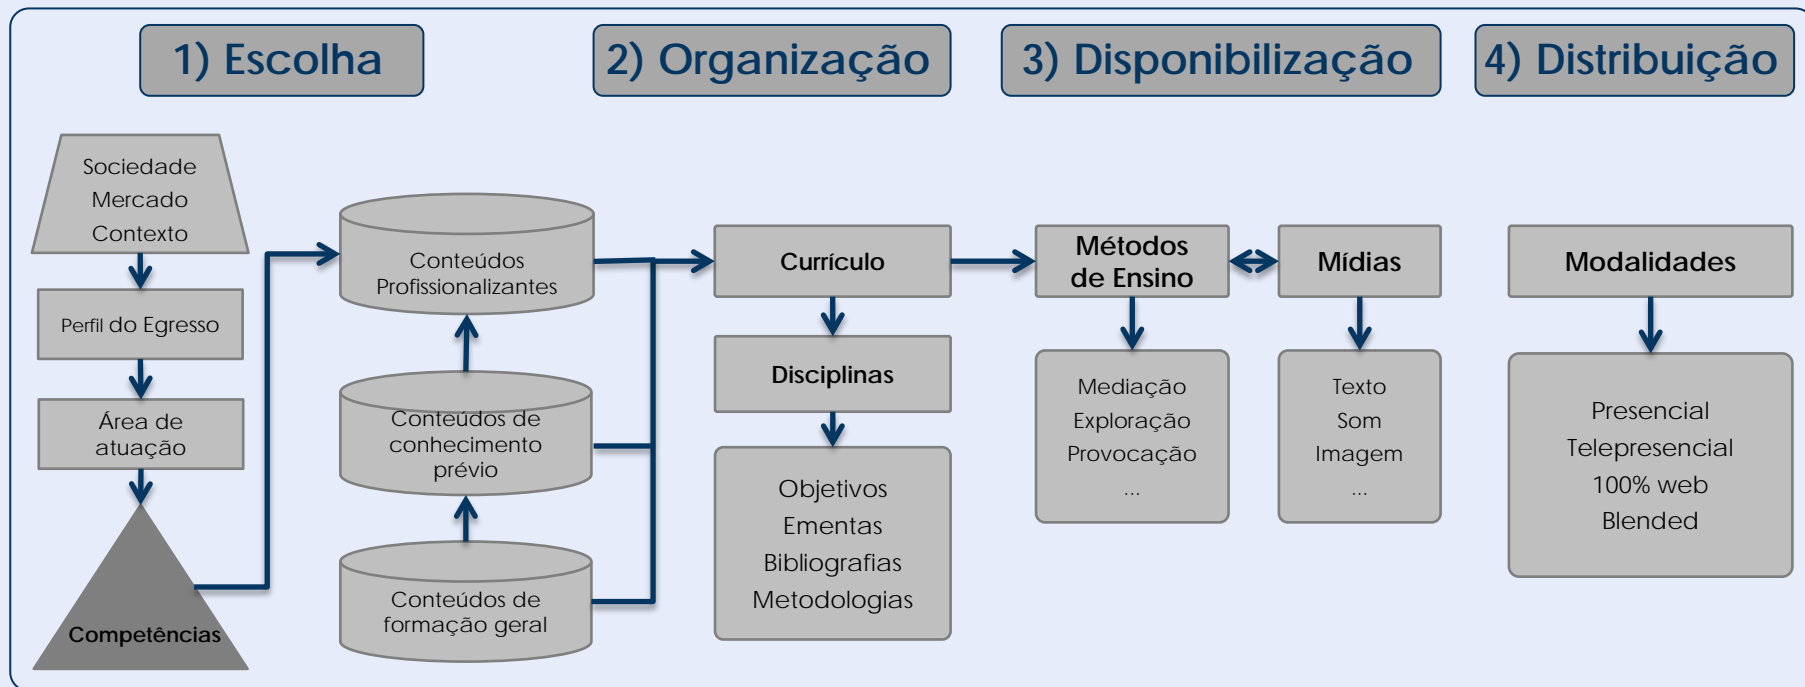 1) Escolha
2) Organização
3) Disponibilização
4) Distribuição
Sociedade
Mercado
Contexto
Perfil do Egresso
Área de
atuação
Competências
Conteúdos
Profissionalizantes
Conteúdos de
conhecimento
prévio
Conteúdos de
formação geral
Currículo
Disciplinas
Objetivos
Ementas
Bibliografias
Metodologias
Métodos
de Ensino
Mediação
Exploração
Provocação
...
Mídias
Texto
Som
Imagem
...
Modalidades
Presencial
Telepresencial
100% web
Blended